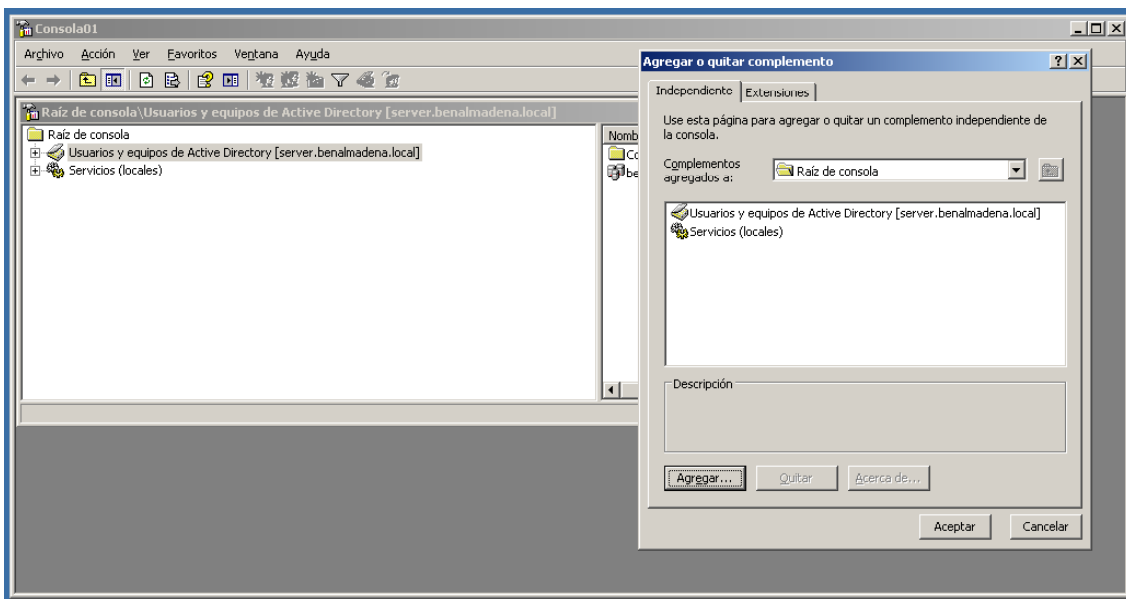 Consola01
Archivo Acción Ver Favoritos Ventana Ayuda
Raíz de consola\Usuarios y equipos de Active Directory [server.benalmadena.local]
Raíz de consola
Usuarios y equipos de Active Directory [server.benalmadena.local]
Servicios (locales)
Nomb
Co
be
Agregar o quitar complemento
Independiente Extensiones
Use esta página para agregar o quitar un complemento independiente de
la consola.
Complementos
agregados a:
Raíz de consola
Usuarios y equipos de Active Directory [server.benalmadena.local]
Servicios (locales)
Descripción
Agregar... Quitar Acerca de...
Aceptar Cancelar